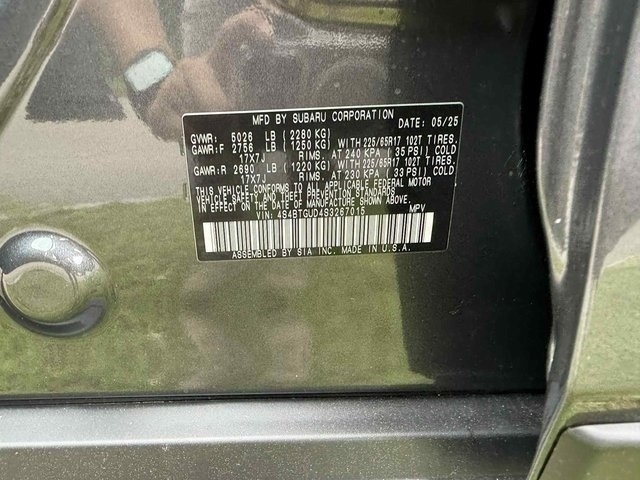 MFD BY SUBARU CORPORATION DATE: 05/25
GVWR: 5026 LB (2280 KG)
GAWR:F 2756 LB (1250 KG) WITH 225/65R17 102T TIRES.
17X7J RIMS. AT 240 KPA (35 PSI) COLD
GAWR:R 2690 LB (1220 KG) WITH 225/65R17 102T TIRES.
17X7J RIMS. AT 230 KPA (33 PSI) COLD
THIS VEHICLE CONFORMS TO ALL APPLICABLE FEDERAL MOTOR
VEHICLE SAFETY, BUMPER, AND THEFT PREVENTION STANDARDS
IN EFFECT ON THE DATE OF MANUFACTURE SHOWN ABOVE.
VIN: 4S4BTGUD4S3267015 MPV
ASSEMBLED BY SIA INC. MADE IN U.S.A.